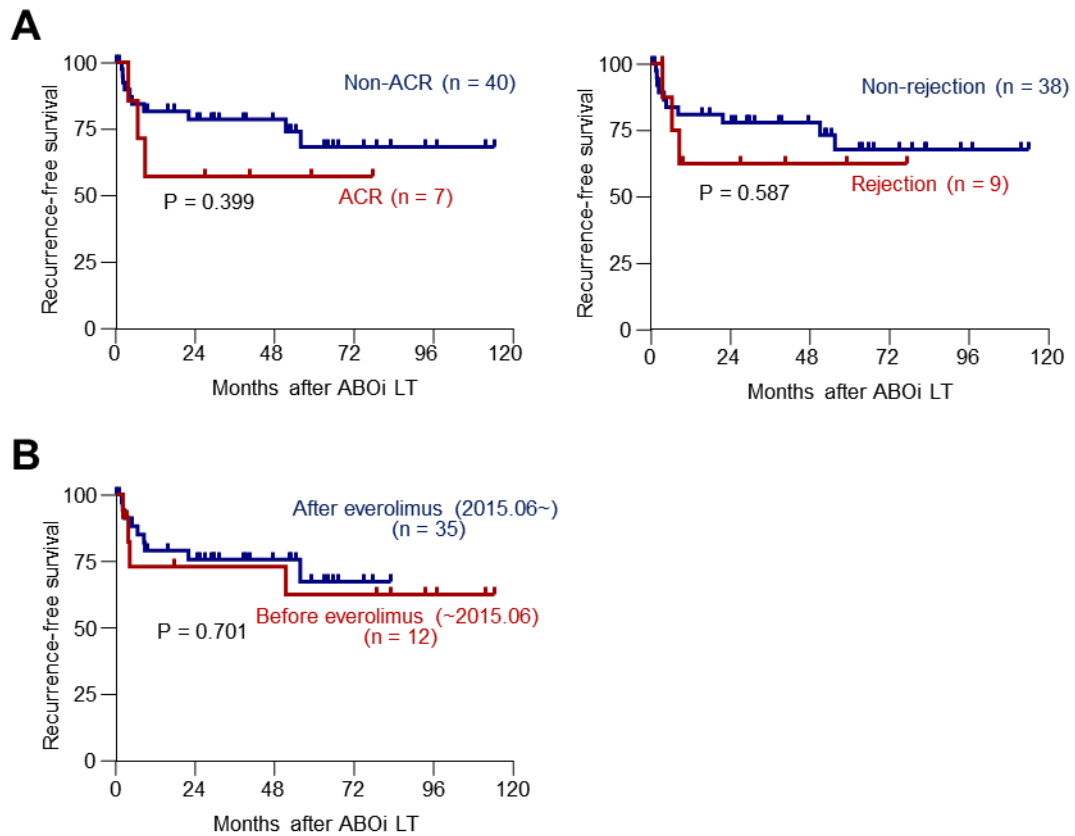 A
Recurrence-free survival
100
75
50
25
0
Non-ACR (n = 40)
ACR (n = 7)
P = 0.399
0 24 48 72 96 120
Months after ABOi LT
Recurrence-free survival
100
75
50
25
0
Non-rejection (n = 38)
Rejection (n = 9)
P = 0.587
0 24 48 72 96 120
Months after ABOi LT
B
Recurrence-free survival
100
75
50
25
0
After everolimus (2015.06~)
(n = 35)
Before everolimus (~2015.06)
(n = 12)
P = 0.701
0 24 48 72 96 120
Months after ABOi LT